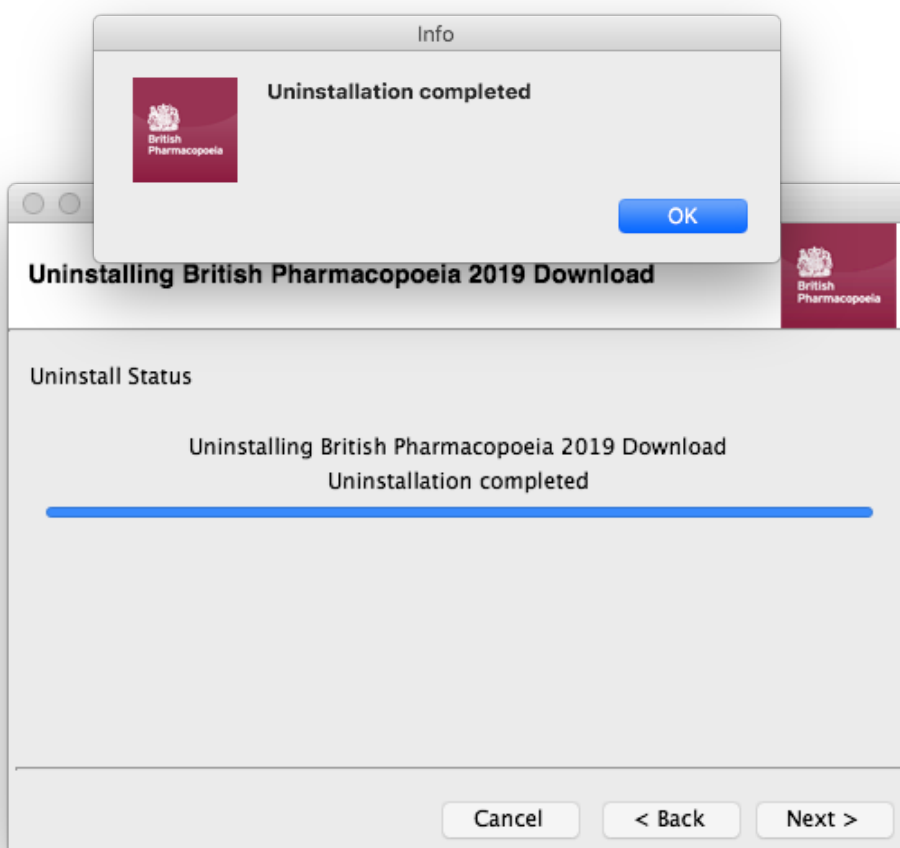 Info
Uninstallation completed
British
Pharmacopoeia
OK
Uninstalling British Pharmacopoeia 2019 Download
British
Pharmacopoeia
Uninstall Status
Uninstalling British Pharmacopoeia 2019 Download
Uninstallation completed
Cancel
< Back
Next >